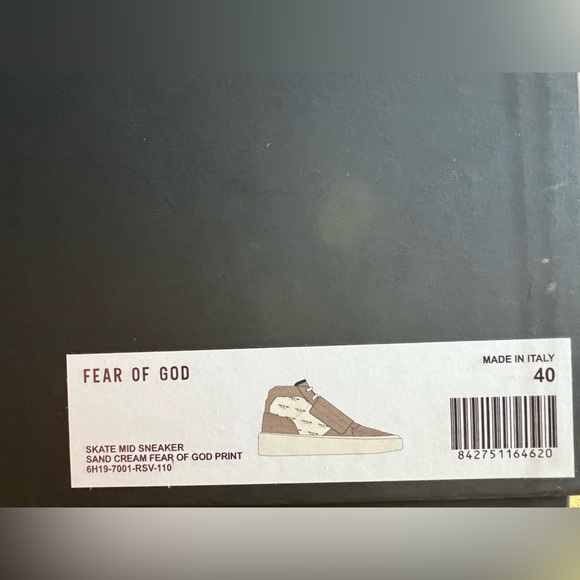 FEAR OF GOD
MADE IN ITALY
40
SKATE MID SNEAKER
SAND CREAM FEAR OF GOD PRINT
6H19-7001-RSV-110
842751164620